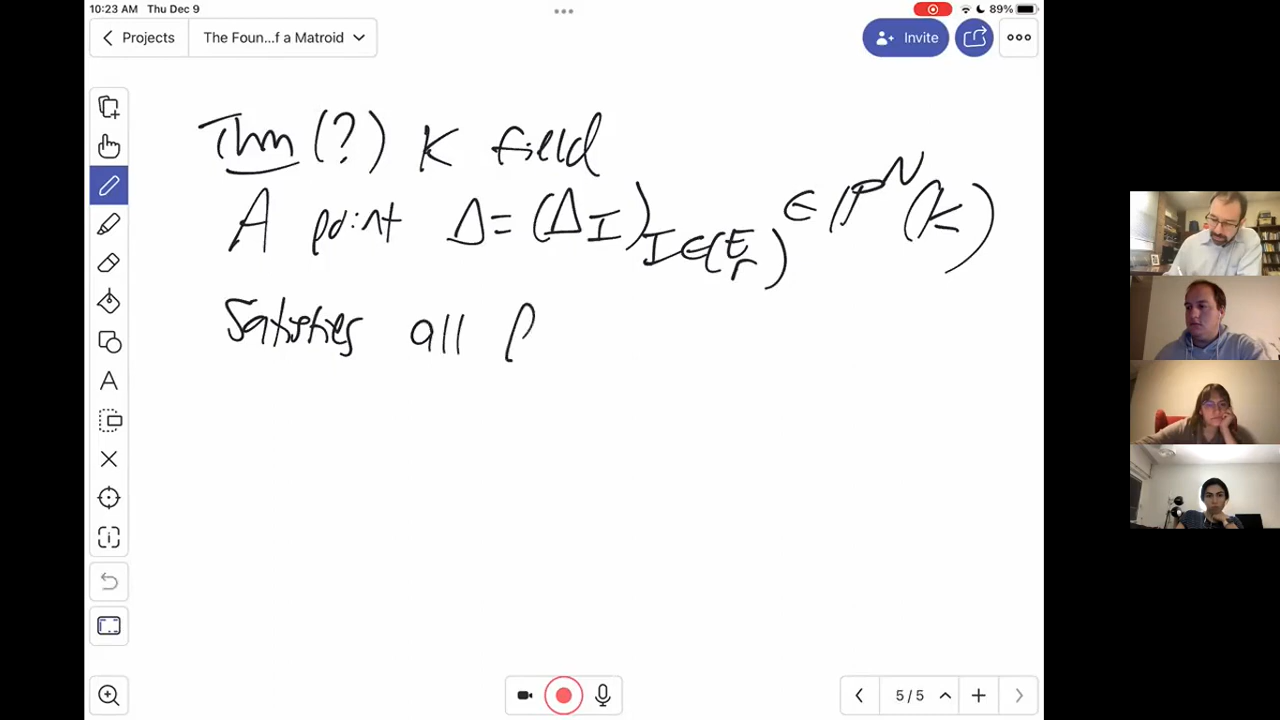 10:23 AM Thu Dec 9
89%
Projects
The Foun...f a Matroid
Invite
Thm (?) K field
A point Δ = (Δ_I)_{I∈(E r)} ∈ ℙ^N(K)
Satisfies all
A
5/5